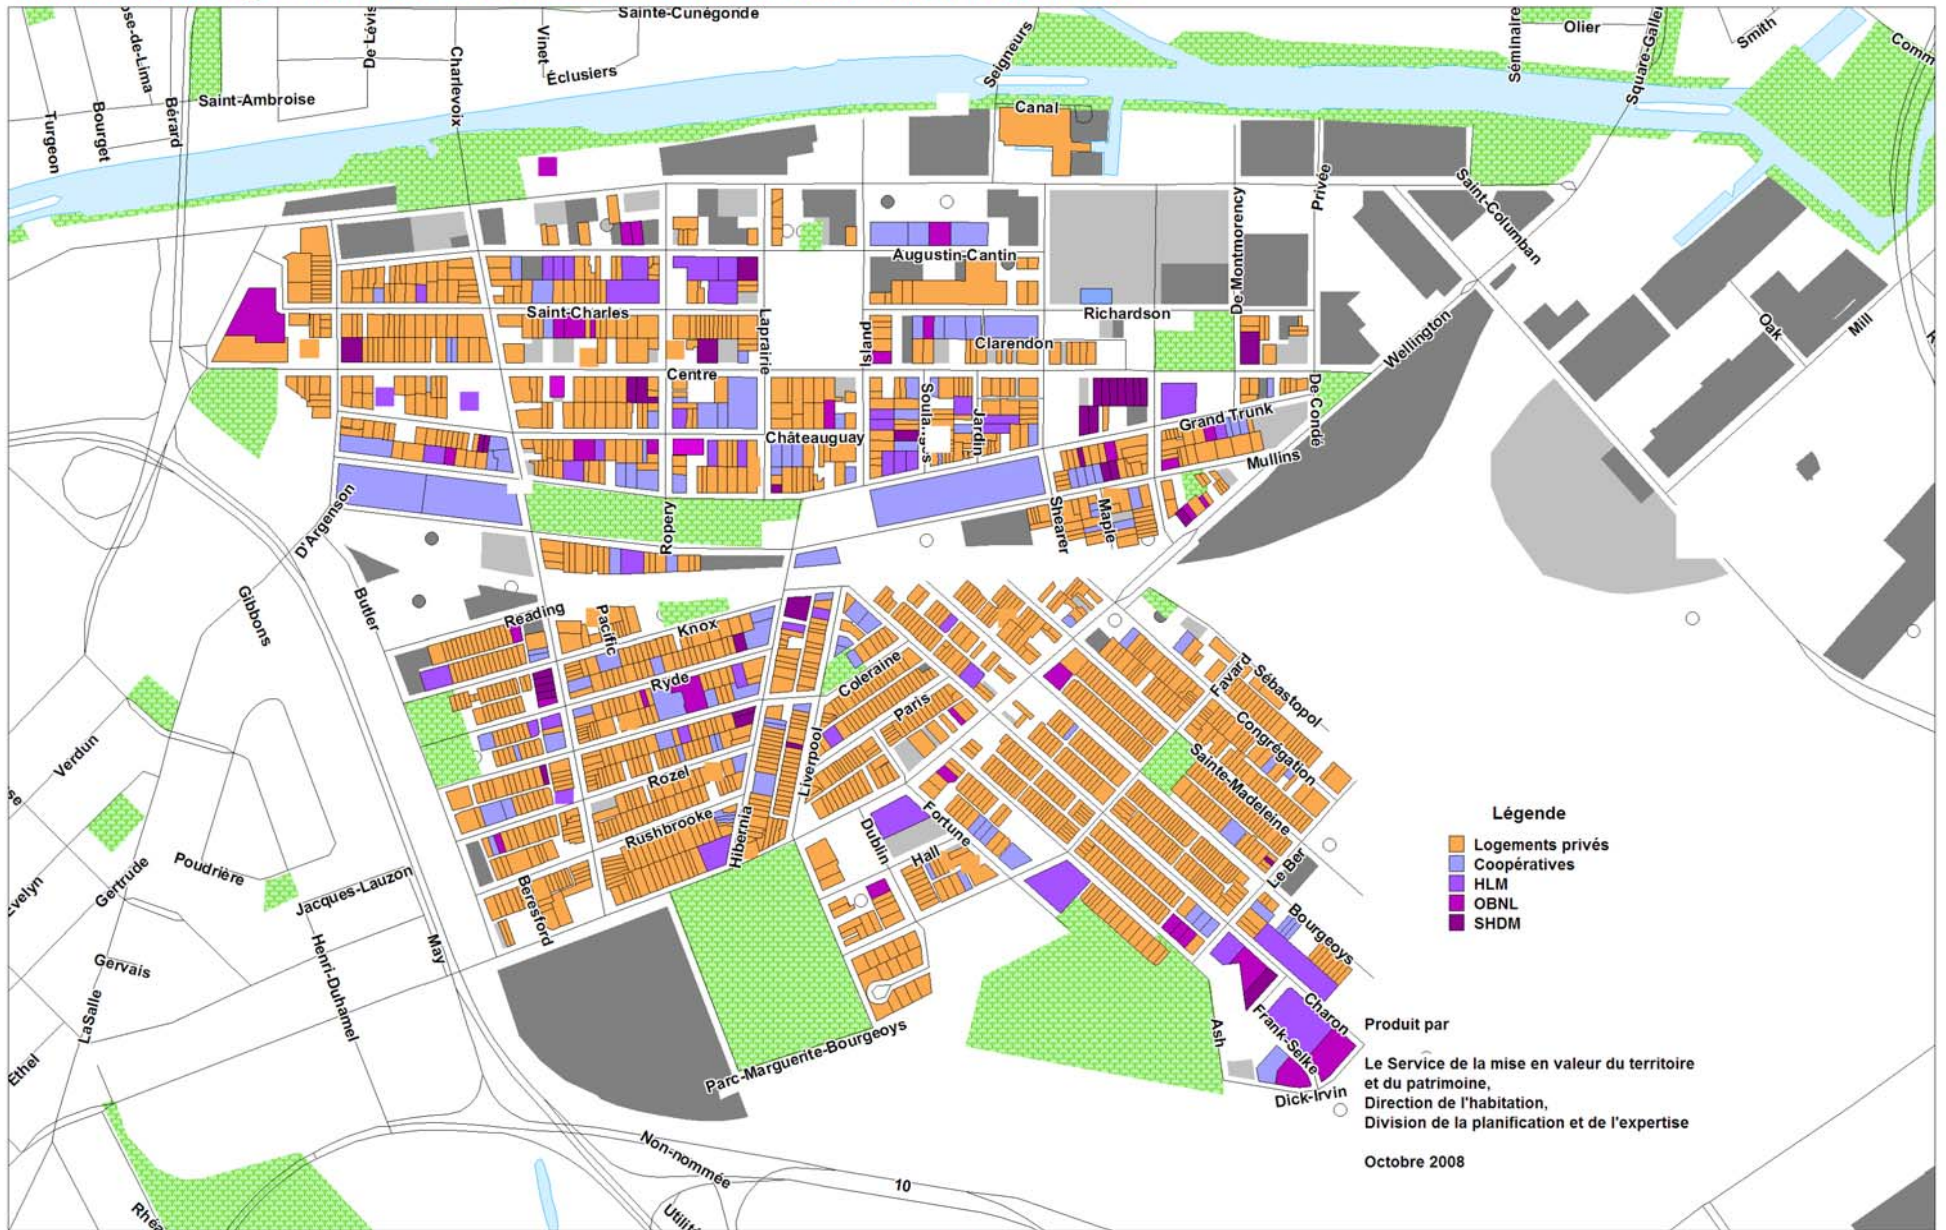 Sainte-Cunégonde
De Lévis
Vinet
Charlevoix
Éclusiers
Saint-Ambroise
Bérard
Bourget
Turgeon
Seigneurs
Canal
Séminaire
Olier
Square-Gallery
Smith
Privée
Saint-Columban
De Montmorency
Augustin-Cantin
Saint-Charles
Laprairie
Island
Richardson
Clarendon
Wellington
Oak
Mill
Centre
Jardin
Grand Trunk
De Condé
Châteauguay
Mullins
D'Argenson
Ropery
Shearer
Maple
Gibbons
Butler
Reading
Pacific
Knox
Ryde
Coleraine
Paris
Favard
Sébastopol
Congrégation
Verdun
Liverpool
Sainte-Madeleine
Rozel
Rushbrooke
Hibernia
Dublin
Fortune
Hall
Le Ber
Légende
Logements privés
Coopératives
HLM
OBNL
SHDM
Poudrière
Gertrude
Evelyn
Jacques-Lauzon
Beresford
Bourgeoys
May
Gervais
Henri-Duhamel
LaSalle
Charon
Frank-Selke
Ash
Parc-Marguerite-Bourgeoys
Ethel
Dick-Irvin
Produit par
Le Service de la mise en valeur du territoire
et du patrimoine,
Direction de l'habitation,
Division de la planification et de l'expertise
Octobre 2008
Non-nommée
10